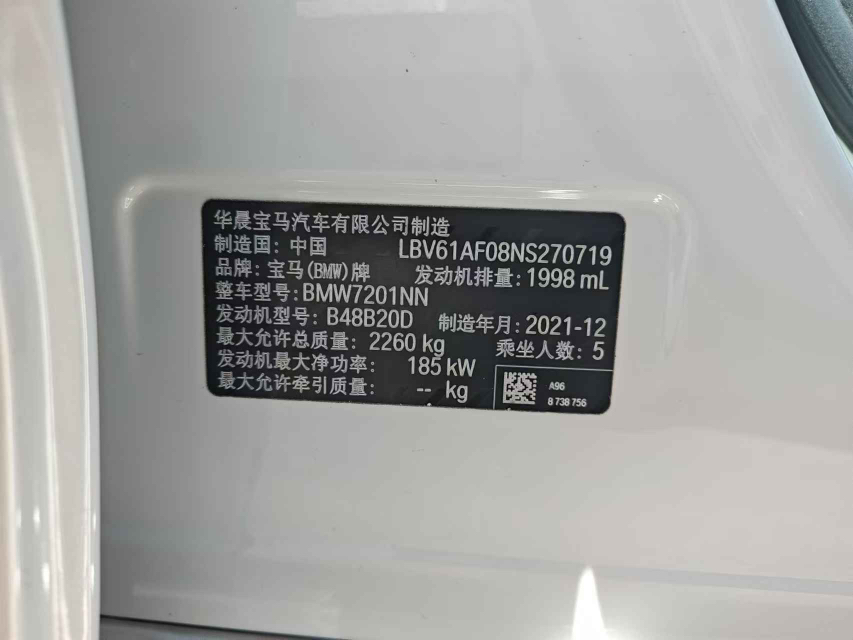 华晨宝马汽车有限公司制造
制造国：中国 LBV61AF08NS270719
品牌：宝马(BMW)牌 发动机排量：1998 mL
整车型号：BMW7201NN
发动机型号：B48B20D 制造年月：2021-12
最大允许总质量：2260 kg 乘坐人数：5
发动机最大净功率：185 kW
最大允许牵引质量：-- kg
A96
8 738 756